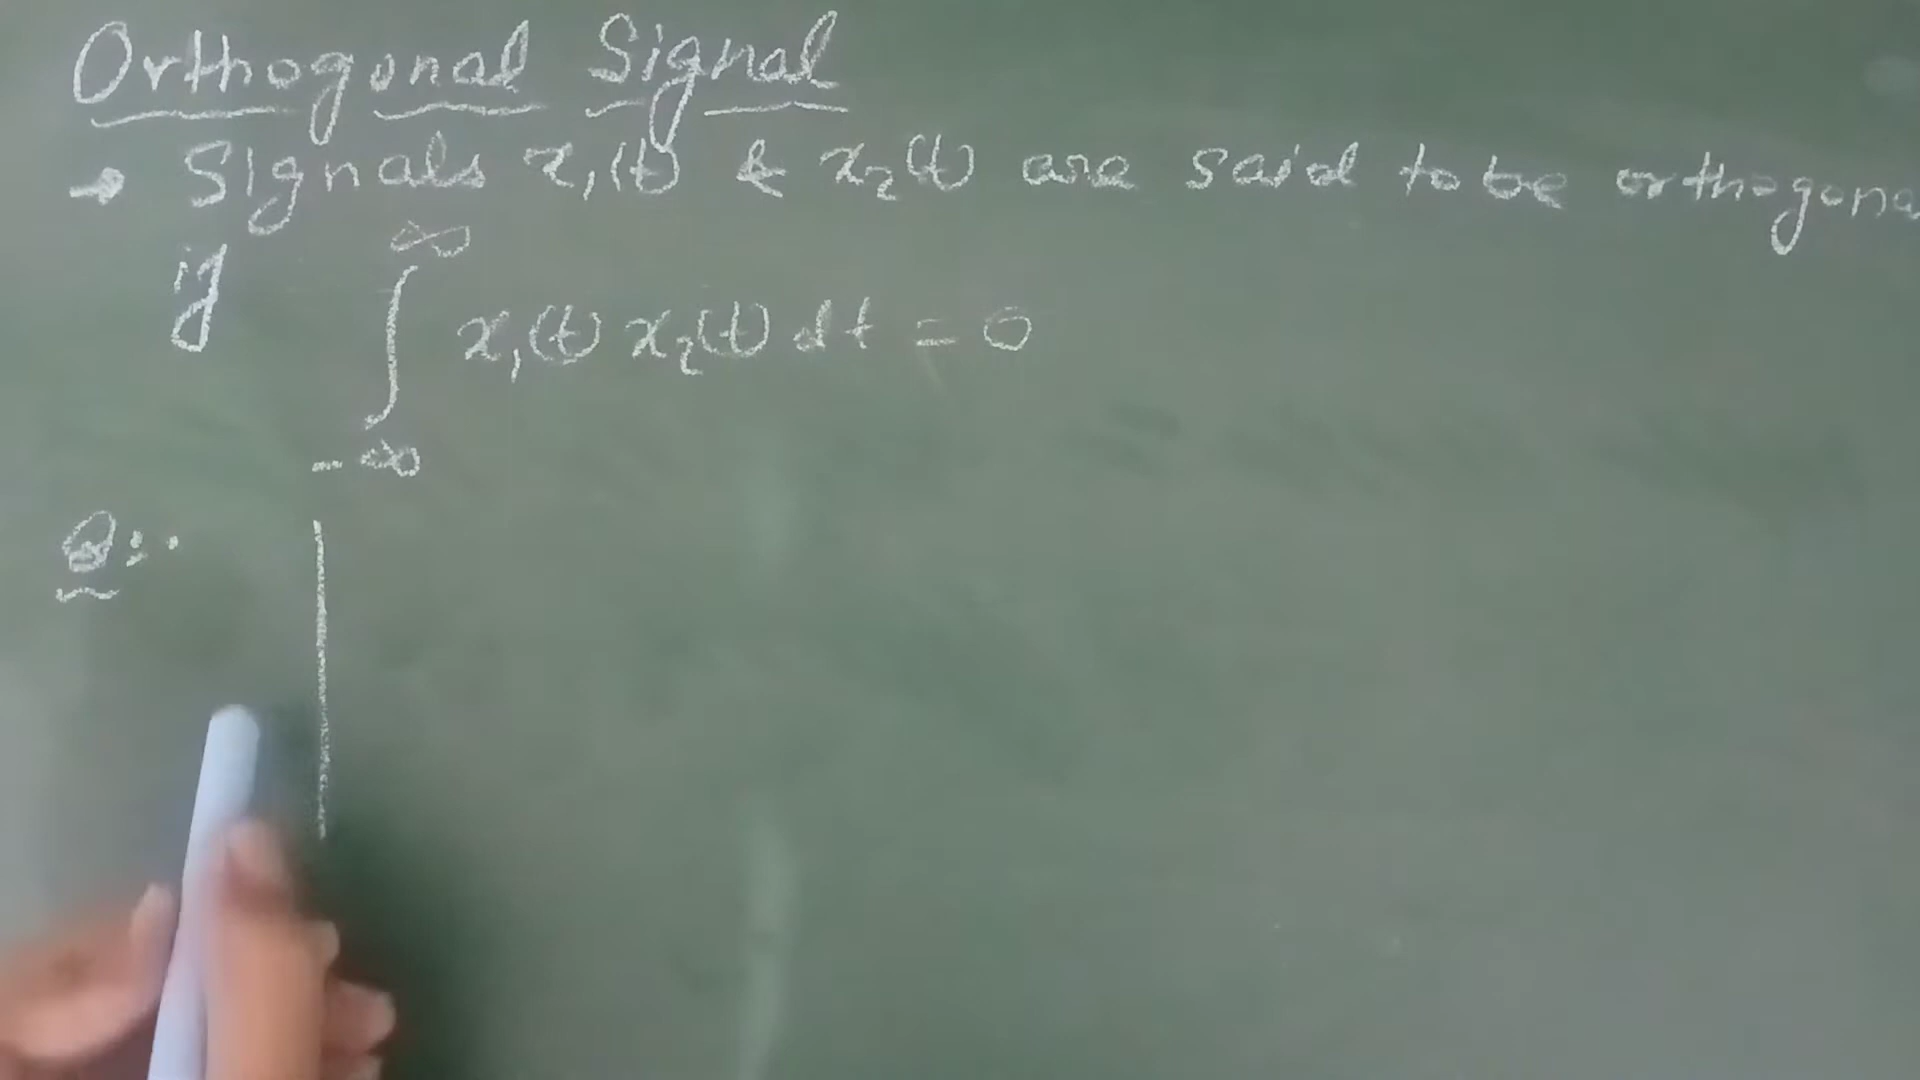 Orthogonal Signal
→ Signals x₁(t) & x₂(t) are said to be orthogona
if ∫_{-∞}^{∞} x₁(t) x₂(t) dt = 0
Q:-